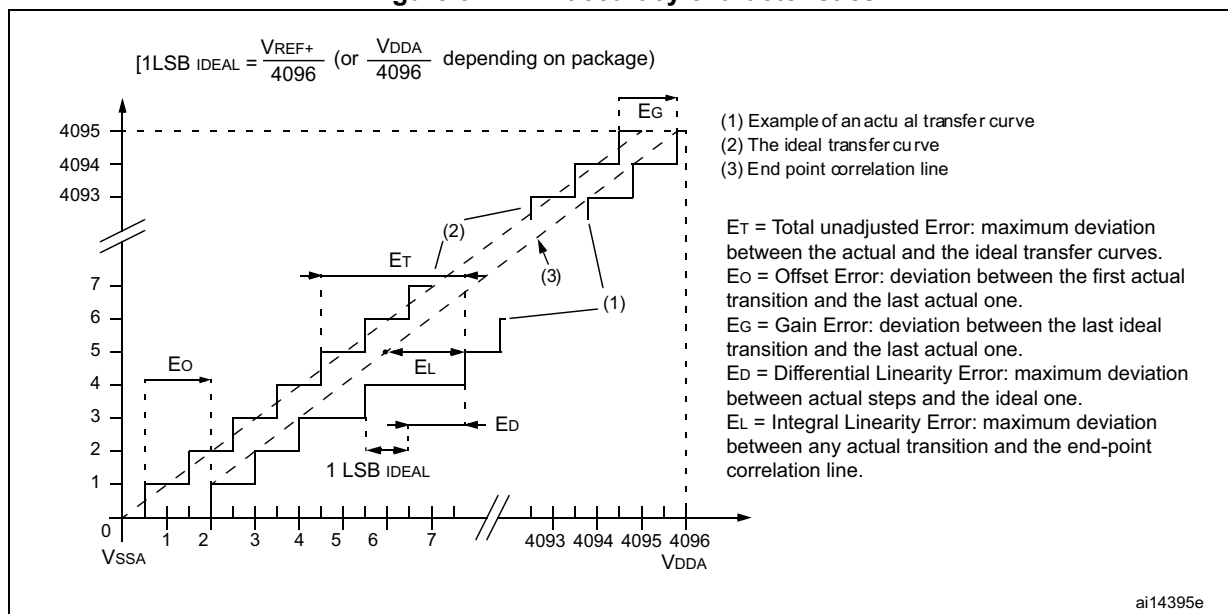 [1LSB IDEAL = VREF+ / 4096 (or VDDA / 4096 depending on package)
EG
4095
4094
4093
7
6
5
4
3
2
1
0
(1) Example of an actu al transfer curve
(2) The ideal transfer curve
(3) End point correlation line
(2)
ET
(3)
(1)
EO
EL
ED
1 LSB IDEAL
ET = Total unadjusted Error: maximum deviation
between the actual and the ideal transfer curves.
EO = Offset Error: deviation between the first actual
transition and the last actual one.
EG = Gain Error: deviation between the last ideal
transition and the last actual one.
ED = Differential Linearity Error: maximum deviation
between actual steps and the ideal one.
EL = Integral Linearity Error: maximum deviation
between any actual transition and the end-point
correlation line.
1 2 3 4 5 6 7 4093 4094 4095 4096
VSSA
VDDA
ai14395e